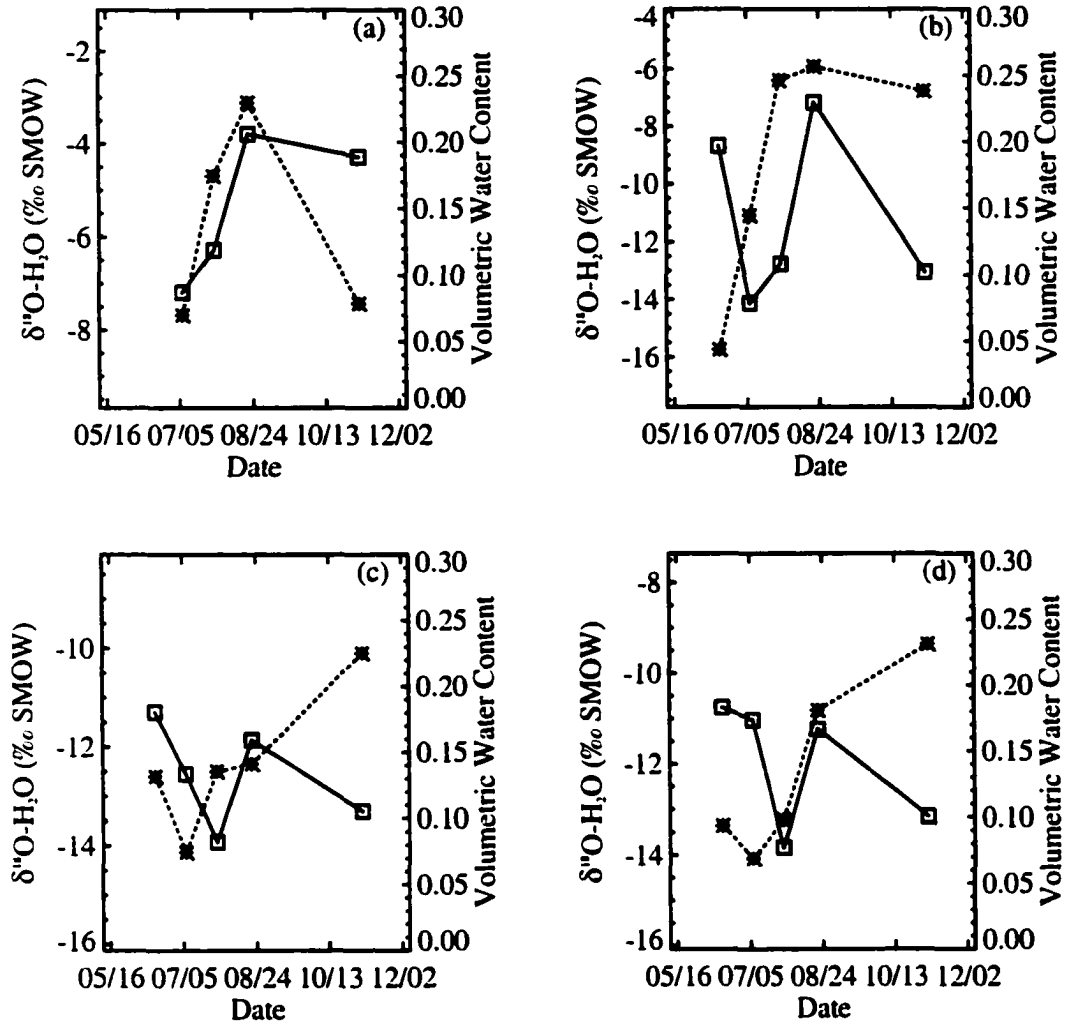 (a)
δ¹⁸O-H₂O (‰ SMOW)
-2
-4
-6
-8
0.30
0.25
0.20
0.15
0.10
0.05
0.00
Volumetric Water Content
05/16 07/05 08/24 10/13 12/02
Date
(b)
δ¹⁸O-H₂O (‰ SMOW)
-4
-6
-8
-10
-12
-14
-16
0.30
0.25
0.20
0.15
0.10
0.05
0.00
Volumetric Water Content
05/16 07/05 08/24 10/13 12/02
Date
(c)
δ¹⁸O-H₂O (‰ SMOW)
-10
-12
-14
-16
0.30
0.25
0.20
0.15
0.10
0.05
0.00
Volumetric Water Content
05/16 07/05 08/24 10/13 12/02
Date
(d)
δ¹⁸O-H₂O (‰ SMOW)
-8
-10
-12
-14
-16
0.30
0.25
0.20
0.15
0.10
0.05
0.00
Volumetric Water Content
05/16 07/05 08/24 10/13 12/02
Date